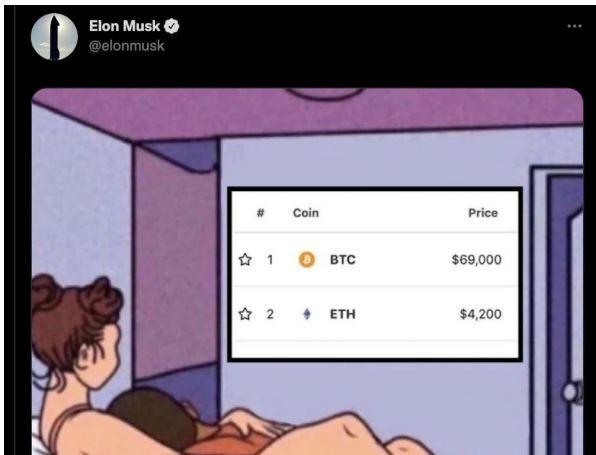 Elon Musk
@elonmusk
# Coin Price
1 BTC $69,000
2 ETH $4,200